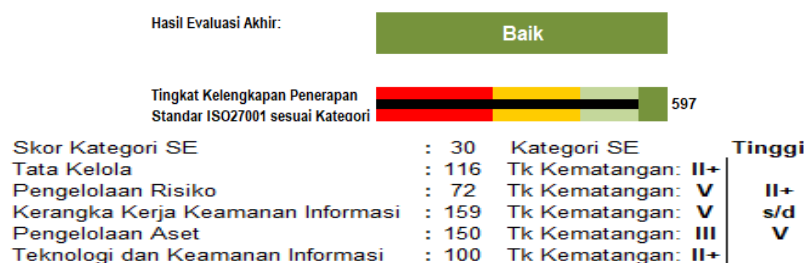 Hasil Evaluasi Akhir: Baik
Tingkat Kelengkapan Penerapan
Standar ISO27001 sesuai Kategori 597
Skor Kategori SE : 30 Kategori SE Tinggi
Tata Kelola : 116 Tk Kematangan: II+
Pengelolaan Risiko : 72 Tk Kematangan: V II+
Kerangka Kerja Keamanan Informasi : 159 Tk Kematangan: V s/d
Pengelolaan Aset : 150 Tk Kematangan: III V
Teknologi dan Keamanan Informasi : 100 Tk Kematangan: II+